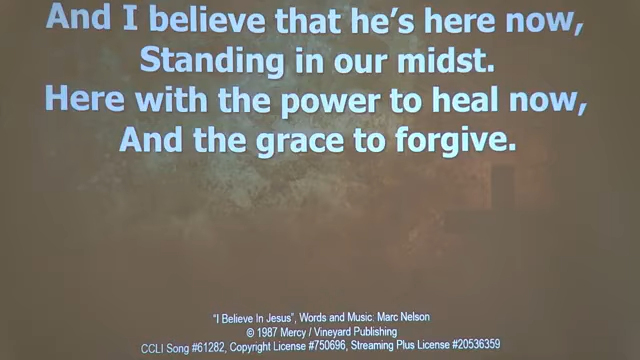 And I believe that he's here now,
Standing in our midst.
Here with the power to heal now,
And the grace to forgive.
"I Believe In Jesus", Words and Music: Marc Nelson
© 1987 Mercy / Vineyard Publishing
CCLI Song #61282, Copyright License #750696, Streaming Plus License #20536359